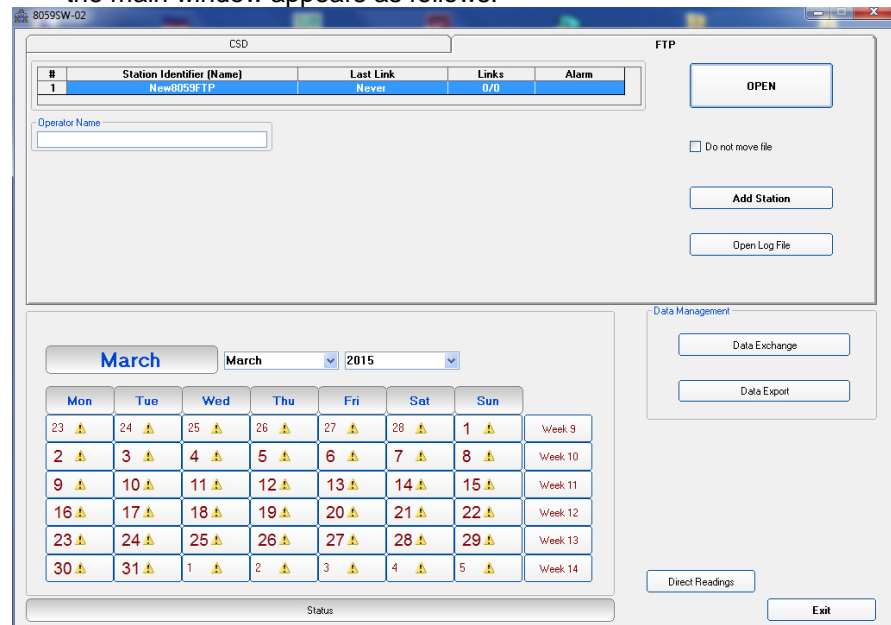 the main window appears as follows:
8059SW-02
CSD FTP
# Station Identifier (Name) Last Link Links Alarm
1 New8059FTP Never 0/0
OPEN
Operator Name
Do not move file
Add Station
Open Log File
Data Management
Data Exchange
Data Export
March March 2015
Mon Tue Wed Thu Fri Sat Sun
23 24 25 26 27 28 1 Week 9
2 3 4 5 6 7 8 Week 10
9 10 11 12 13 14 15 Week 11
16 17 18 19 20 21 22 Week 12
23 24 25 26 27 28 29 Week 13
30 31 1 2 3 4 5 Week 14
Direct Readings
Status
Exit